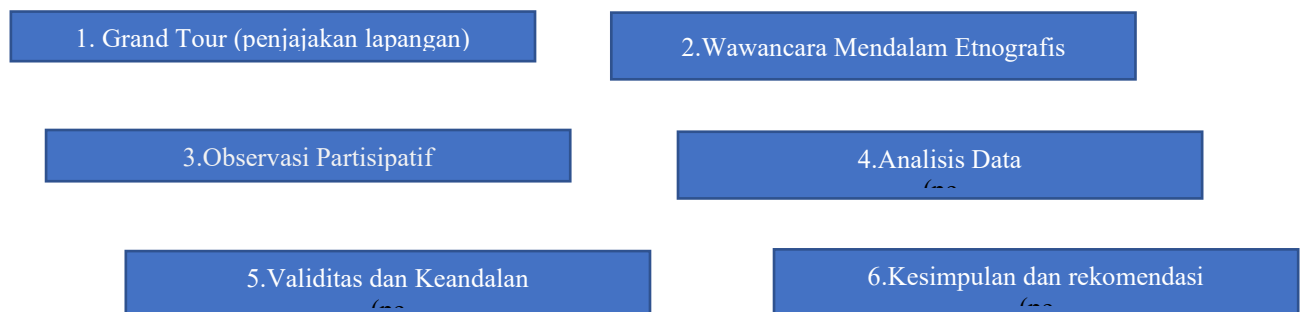 1. Grand Tour (penjajakan lapangan)
2.Wawancara Mendalam Etnografis
3.Observasi Partisipatif
4.Analisis Data
5.Validitas dan Keandalan
6.Kesimpulan dan rekomendasi